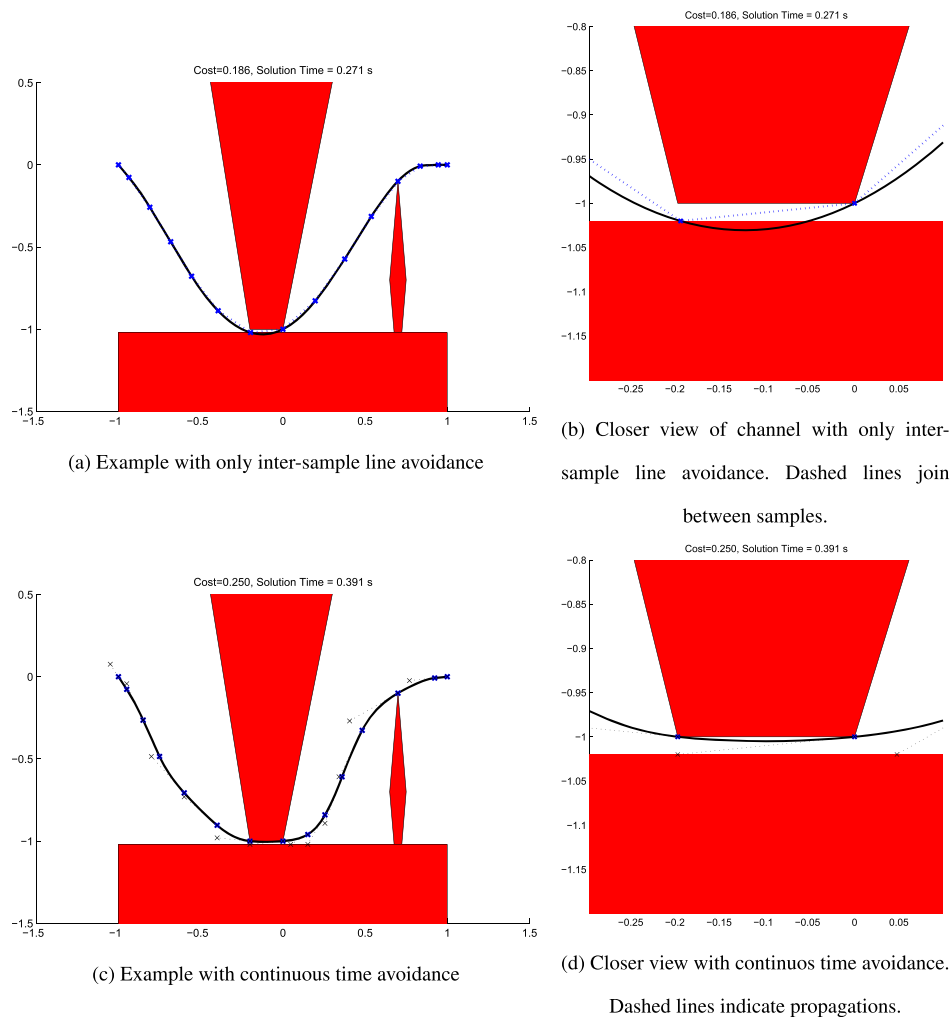 Cost=0.186, Solution Time = 0.271 s
0.5
0
−0.5
−1
−1.5
−1.5 −1 −0.5 0 0.5 1 1.5
(a) Example with only inter-sample line avoidance
Cost=0.186, Solution Time = 0.271 s
−0.8
−0.85
−0.9
−0.95
−1
−1.05
−1.1
−1.15
−0.25 −0.2 −0.15 −0.1 −0.05 0 0.05
(b) Closer view of channel with only inter-
sample line avoidance. Dashed lines join
between samples.
Cost=0.250, Solution Time = 0.391 s
0.5
0
−0.5
−1
−1.5
−1.5 −1 −0.5 0 0.5 1 1.5
(c) Example with continuous time avoidance
Cost=0.250, Solution Time = 0.391 s
−0.8
−0.85
−0.9
−0.95
−1
−1.05
−1.1
−1.15
−0.25 −0.2 −0.15 −0.1 −0.05 0 0.05
(d) Closer view with continuos time avoidance.
Dashed lines indicate propagations.